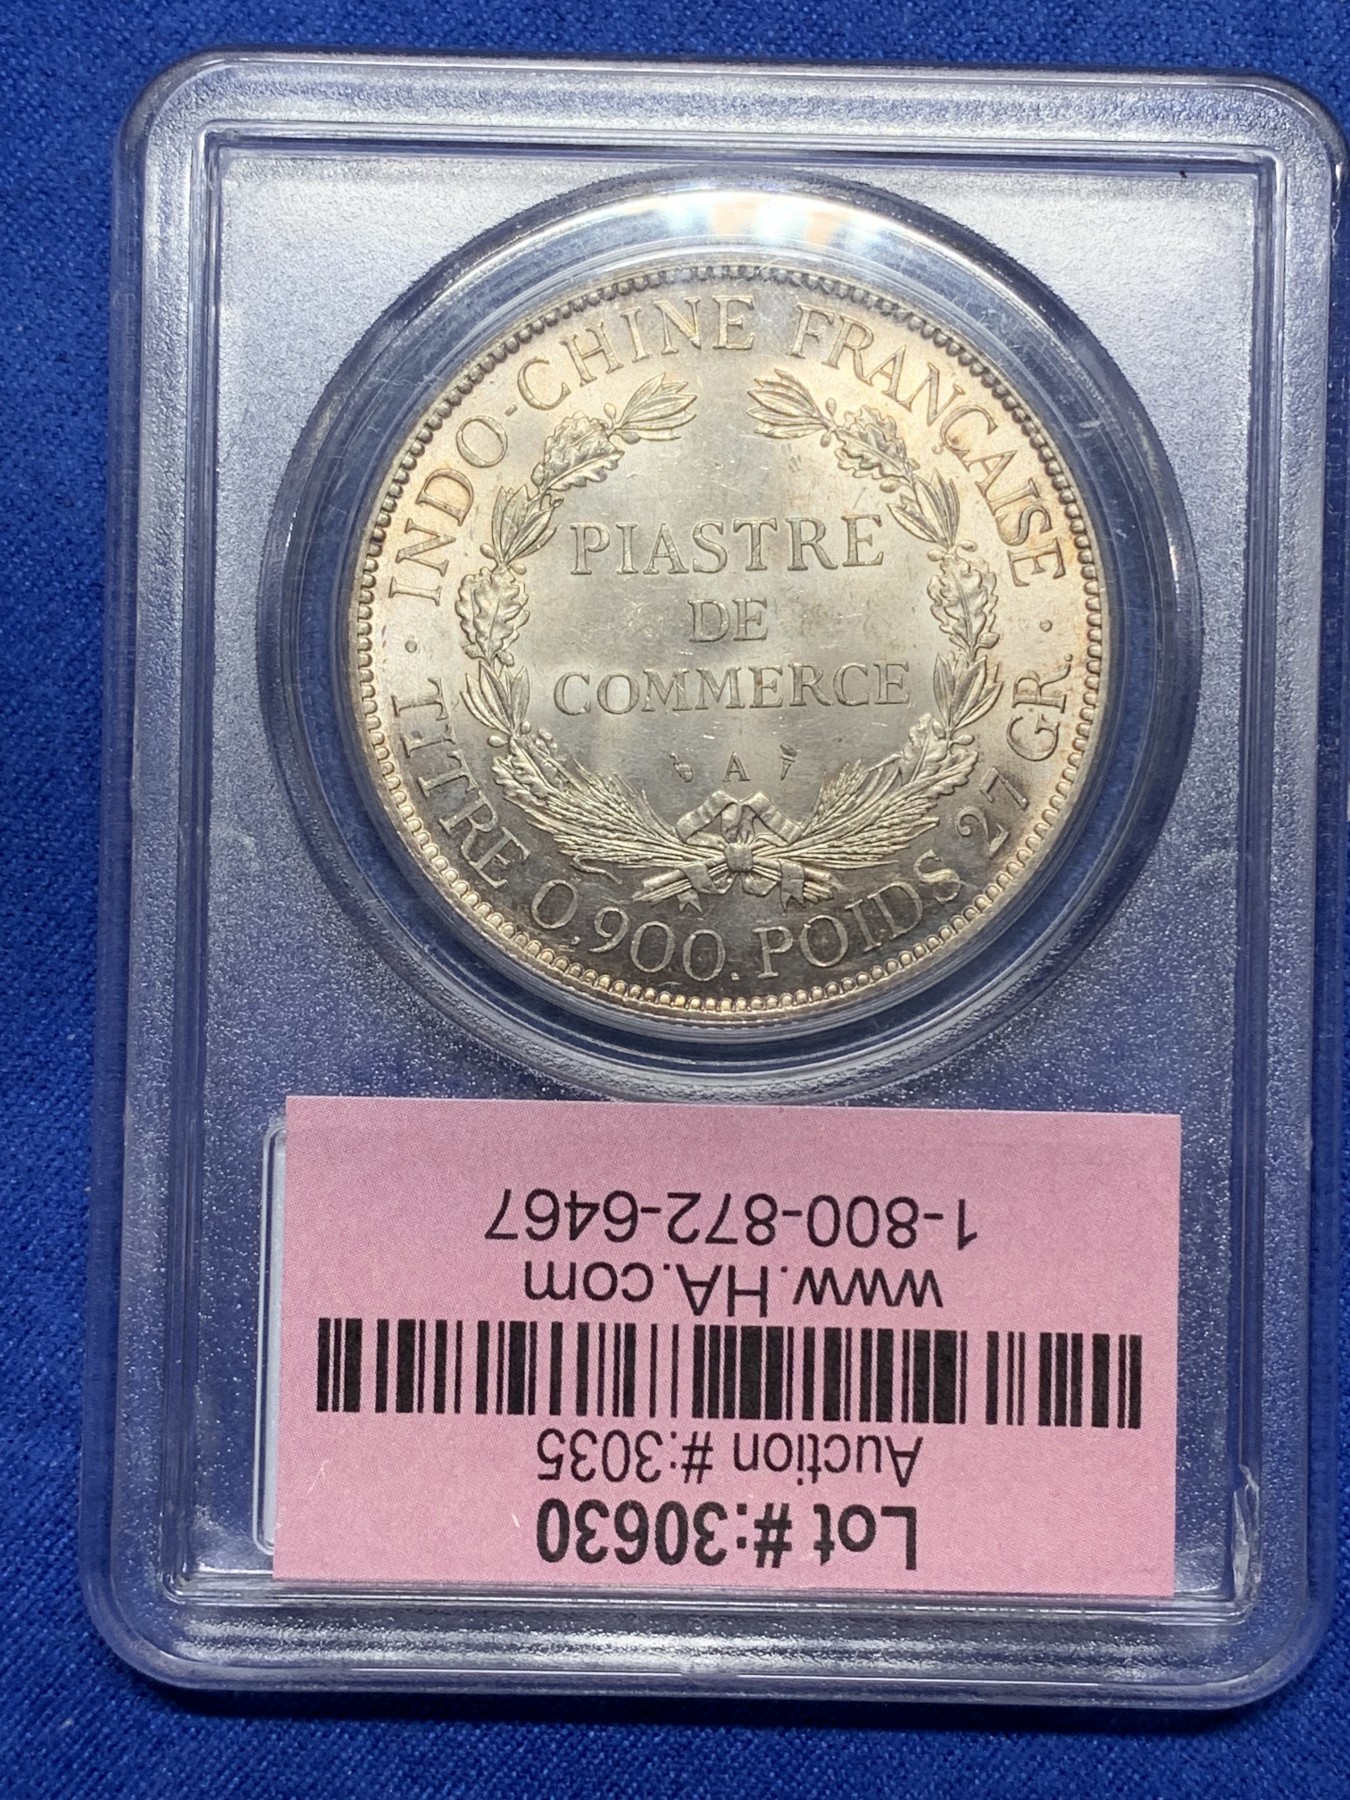 INDO-CHINE FRANÇAISE
PIASTRE
DE
COMMERCE
A
· TITRE 0,900. POIDS 27 GR. ·
Lot #:30630
Auction #:3035
www.HA.com
1-800-872-6467